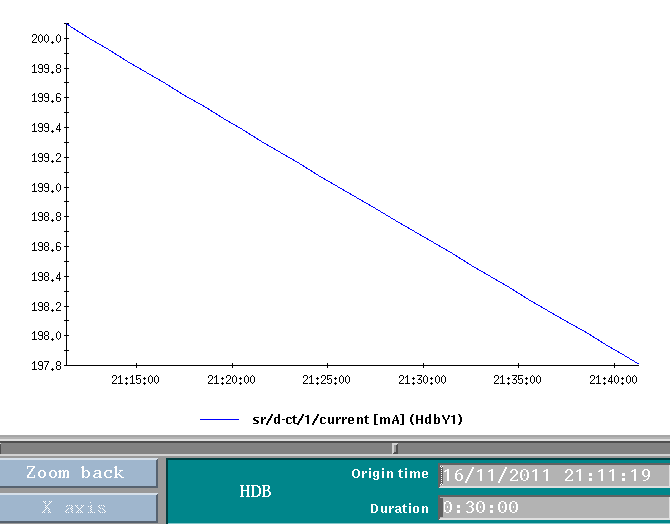 200.0
199.8
199.6
199.4
199.2
199.0
198.8
198.6
198.4
198.2
198.0
197.8
21:15:00 21:20:00 21:25:00 21:30:00 21:35:00 21:40:00
sr/d-ct/1/current [mA] (HdbV1)
Zoom back
X axis
HDB
Origin time 16/11/2011 21:11:19
Duration 0:30:00